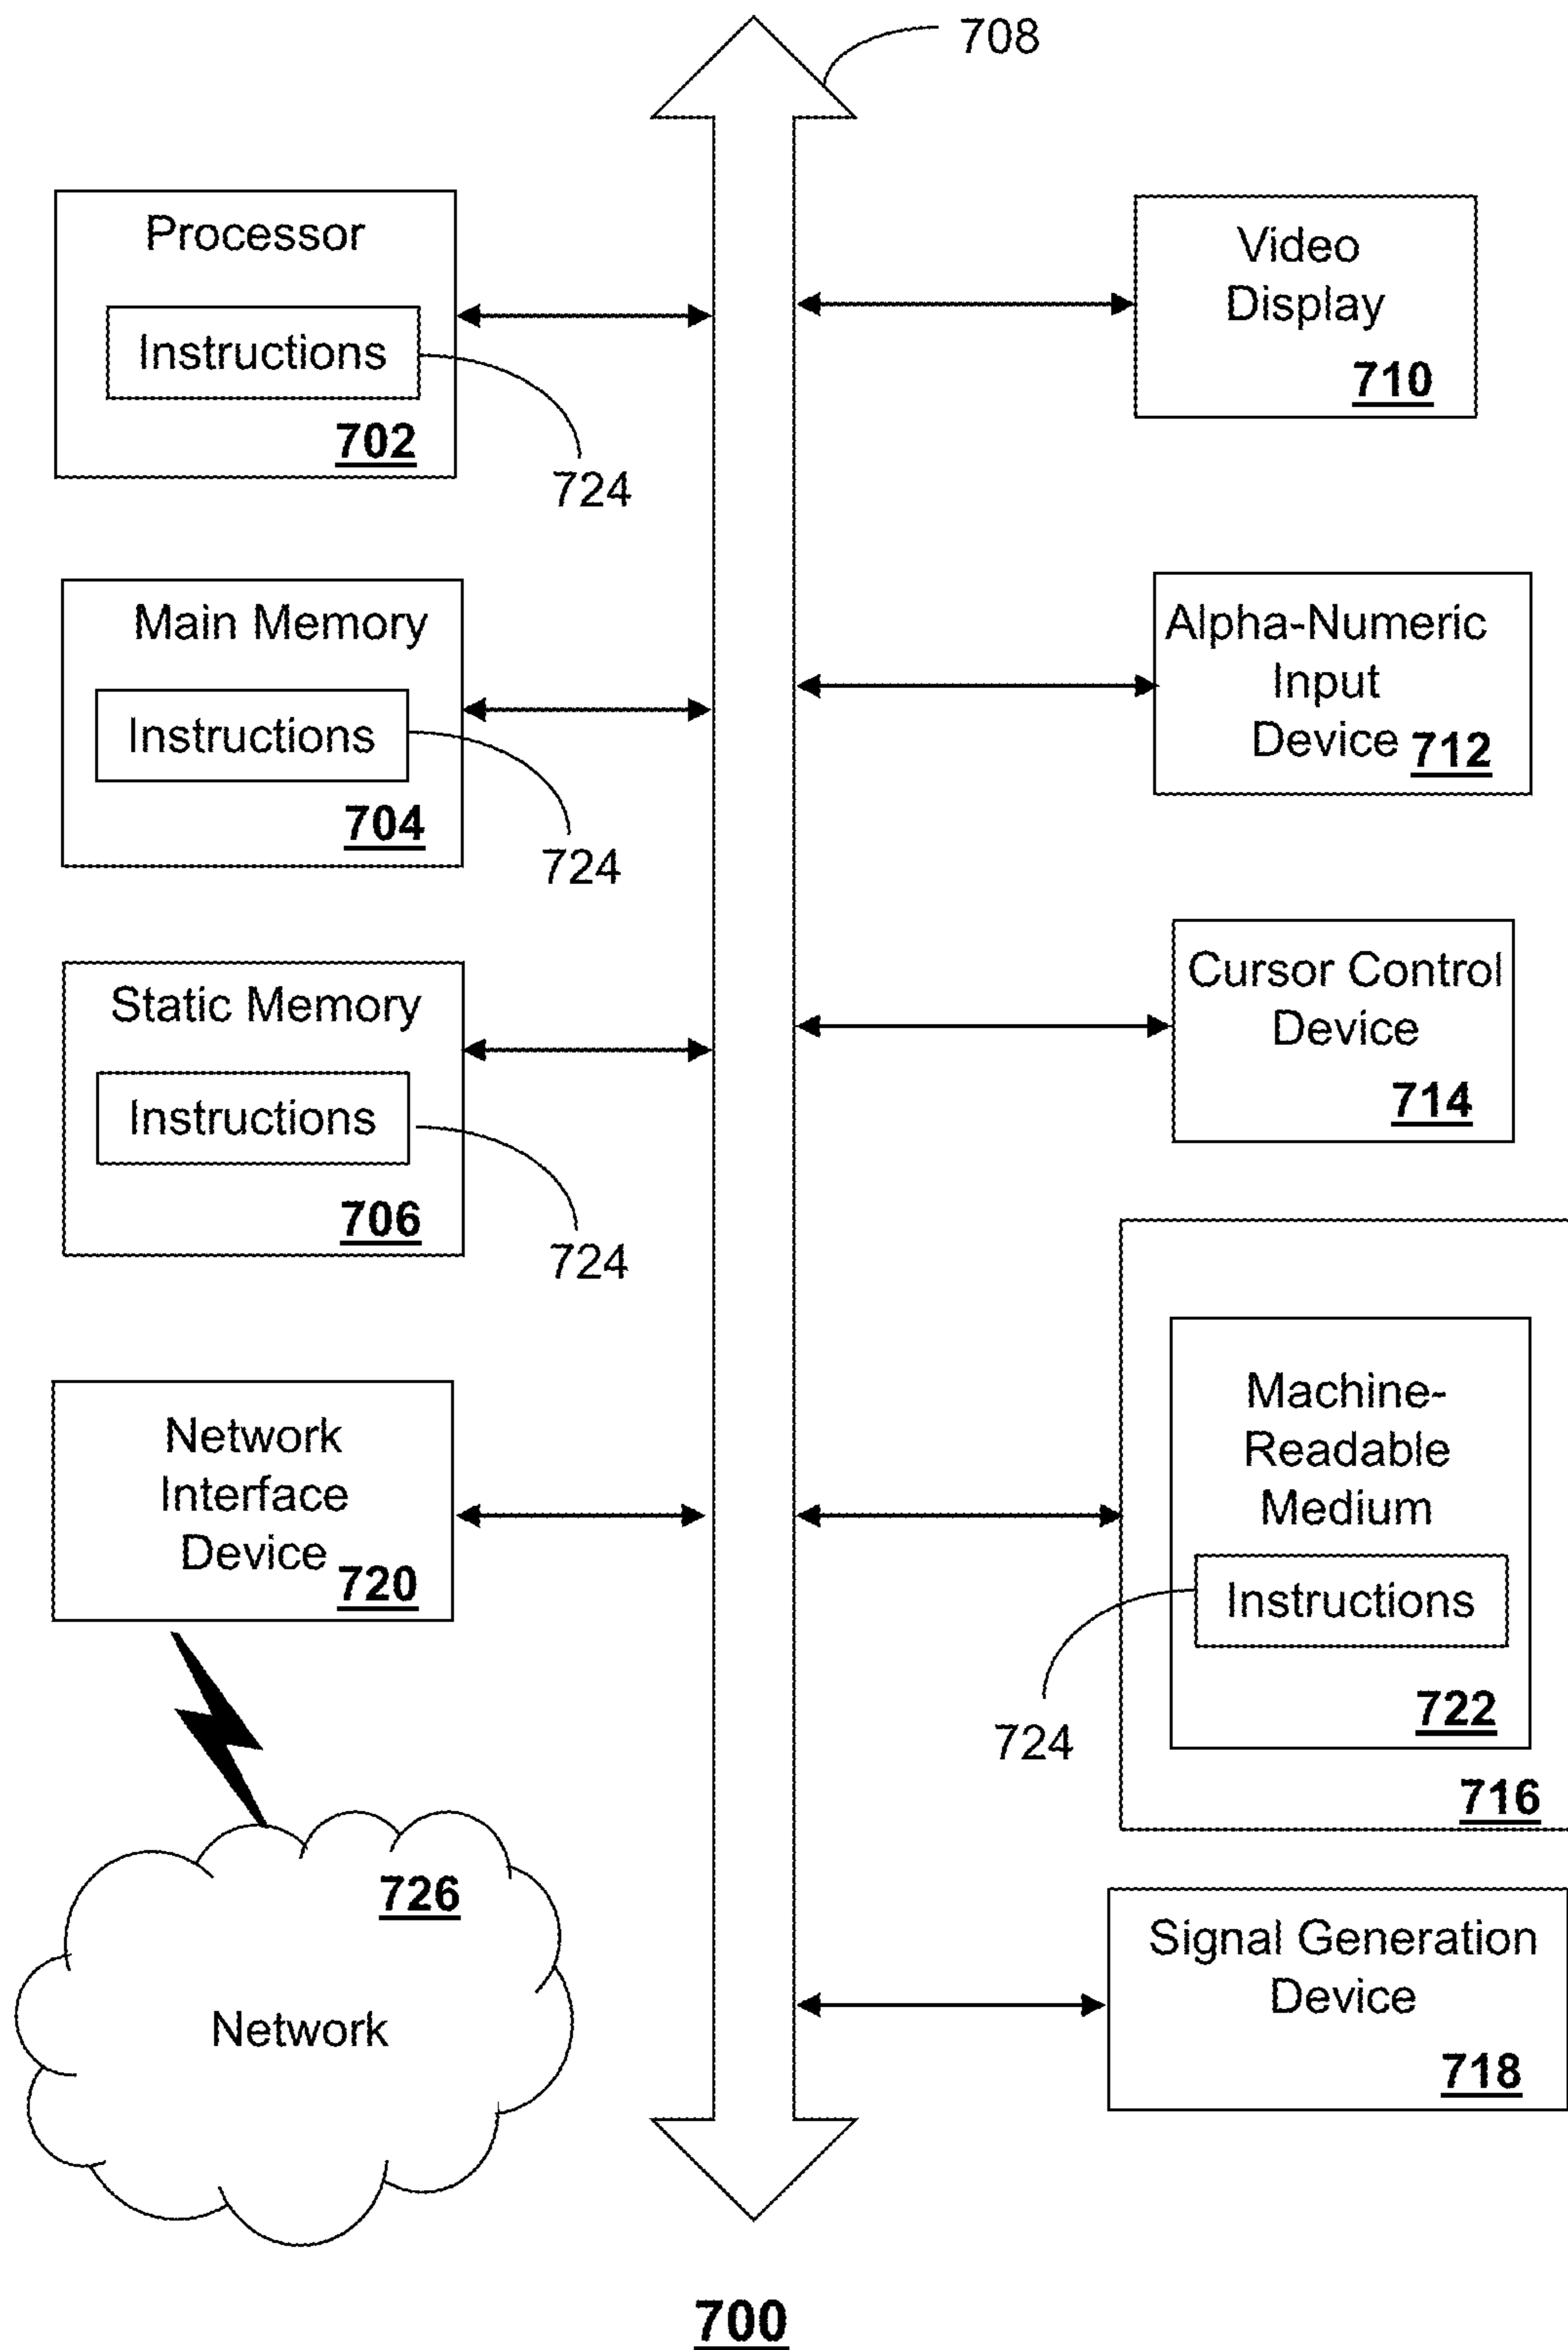 708
Processor
Instructions
702
724
Main Memory
Instructions
704
724
Static Memory
Instructions
706
724
Network
Interface
Device
720
726
Network
Video
Display
710
Alpha-Numeric
Input
Device 712
Cursor Control
Device
714
Machine-
Readable
Medium
Instructions
722
724
716
Signal Generation
Device
718
700